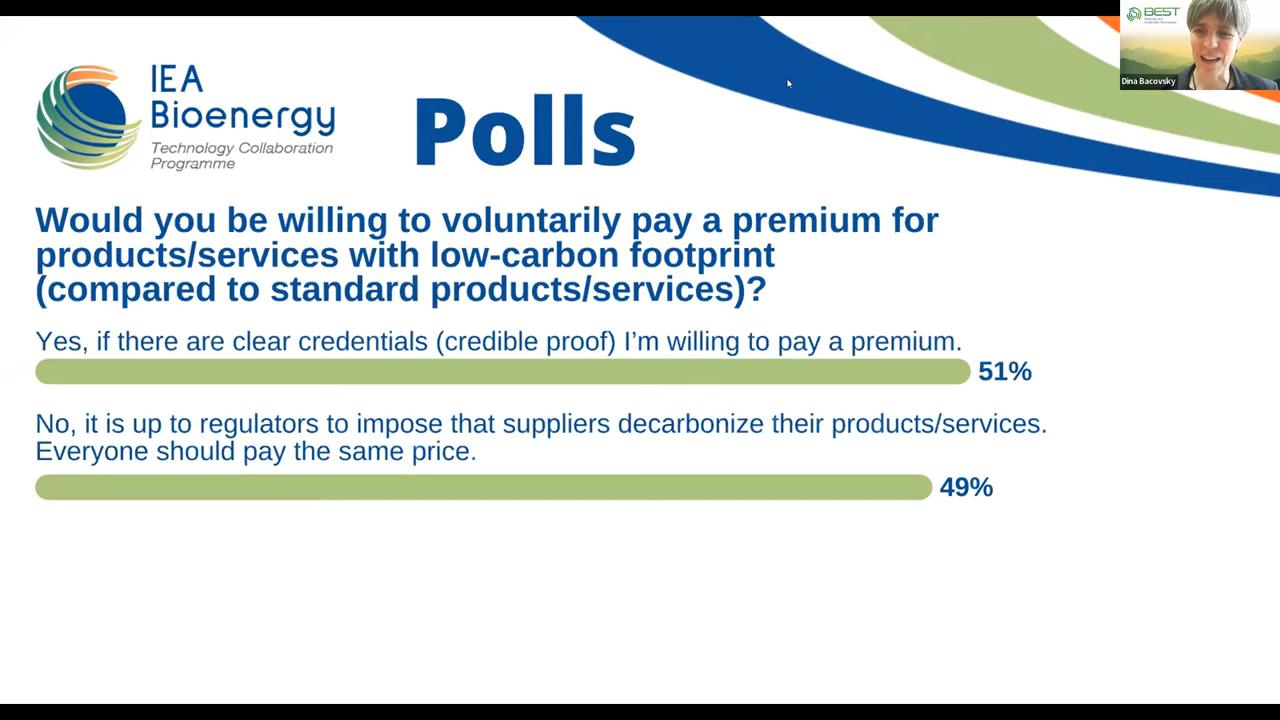 IEA
Bioenergy
Technology Collaboration
Programme
Polls
BEST
Dina Bacovsky
Would you be willing to voluntarily pay a premium for
products/services with low-carbon footprint
(compared to standard products/services)?
Yes, if there are clear credentials (credible proof) I’m willing to pay a premium.
51%
No, it is up to regulators to impose that suppliers decarbonize their products/services.
Everyone should pay the same price.
49%